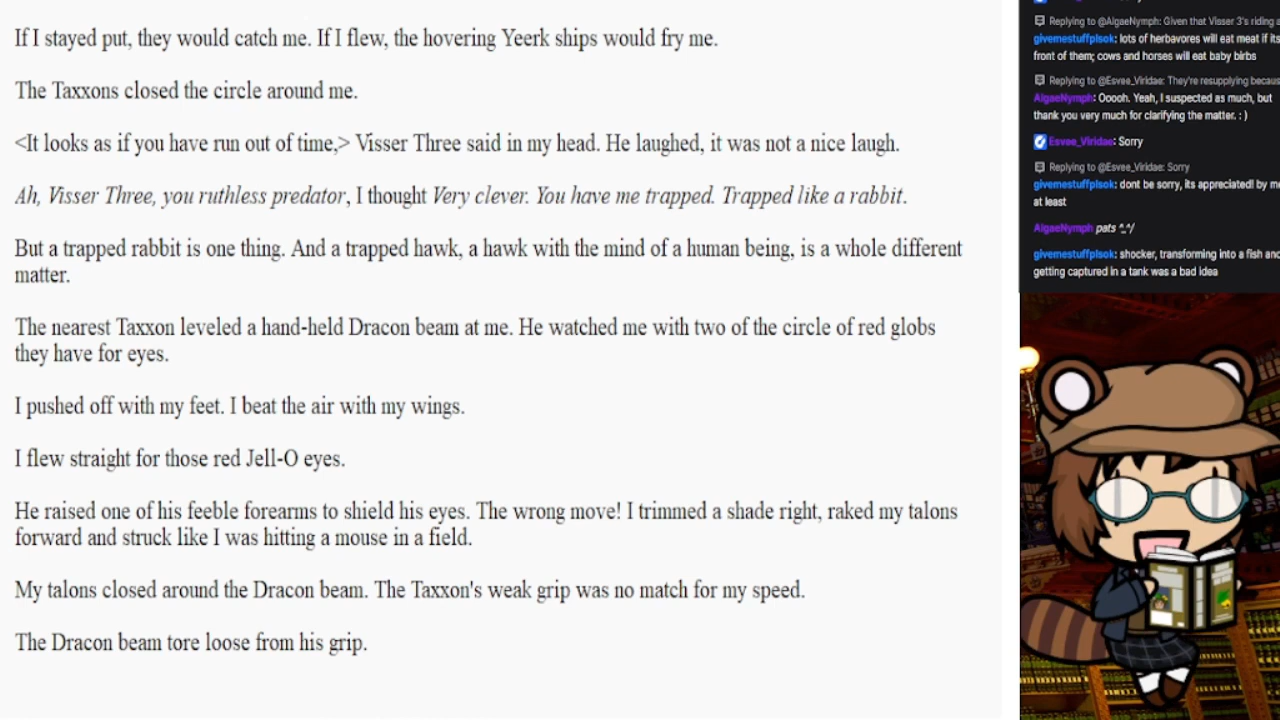 If I stayed put, they would catch me. If I flew, the hovering Yeerk ships would fry me.
The Taxxons closed the circle around me.
<It looks as if you have run out of time,> Visser Three said in my head. He laughed, it was not a nice laugh.
Ah, Visser Three, you ruthless predator, I thought Very clever. You have me trapped. Trapped like a rabbit.
But a trapped rabbit is one thing. And a trapped hawk, a hawk with the mind of a human being, is a whole different
matter.
The nearest Taxxon leveled a hand-held Dracon beam at me. He watched me with two of the circle of red globs
they have for eyes.
I pushed off with my feet. I beat the air with my wings.
I flew straight for those red Jell-O eyes.
He raised one of his feeble forearms to shield his eyes. The wrong move! I trimmed a shade right, raked my talons
forward and struck like I was hitting a mouse in a field.
My talons closed around the Dracon beam. The Taxxon's weak grip was no match for my speed.
The Dracon beam tore loose from his grip.
Replying to @AlgaeNymph: Given that Visser 3's riding a
givemestuffplsok: lots of herbavores will eat meat if its
front of them; cows and horses will eat baby birbs
Replying to @Esvee_Viridae: They're resupplying becaus
AlgaeNymph: Ooooh. Yeah, I suspected as much, but
thank you very much for clarifying the matter. : )
Esvee_Viridae: Sorry
Replying to @Esvee_Viridae: Sorry
givemestuffplsok: dont be sorry, its appreciated! by me
at least
AlgaeNymph pats ^_^/
givemestuffplsok: shocker, transforming into a fish and
getting captured in a tank was a bad idea